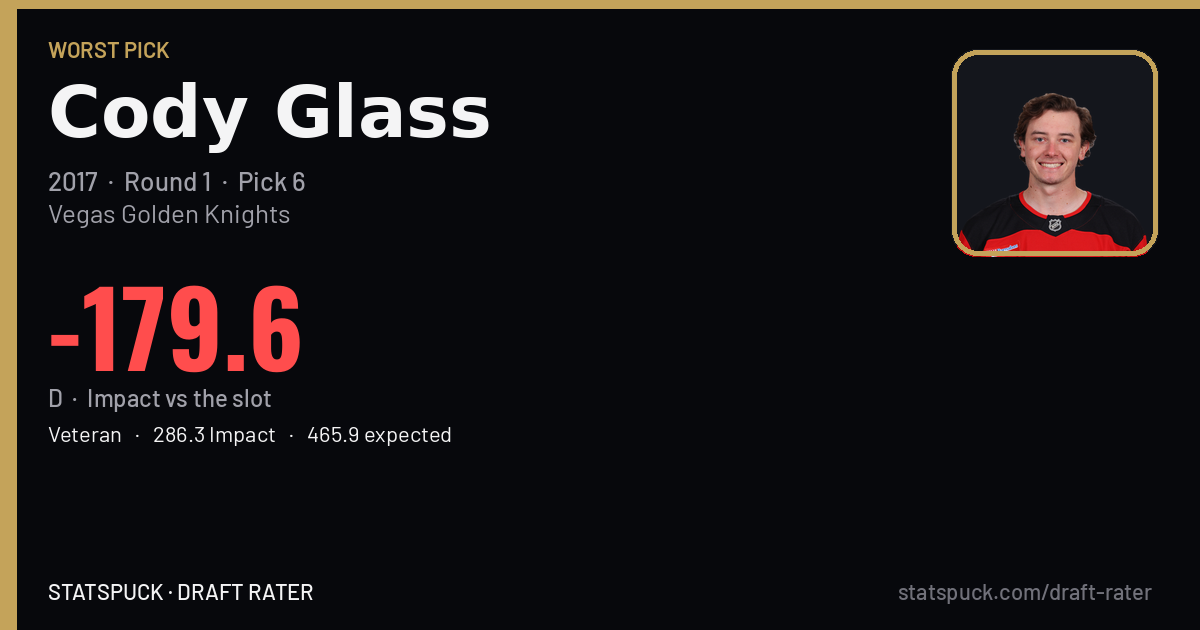 WORST PICK
Cody Glass
2017 · Round 1 · Pick 6
Vegas Golden Knights
-179.6
D · Impact vs the slot
Veteran · 286.3 Impact · 465.9 expected
STATSPUCK · DRAFT RATER
statspuck.com/draft-rater